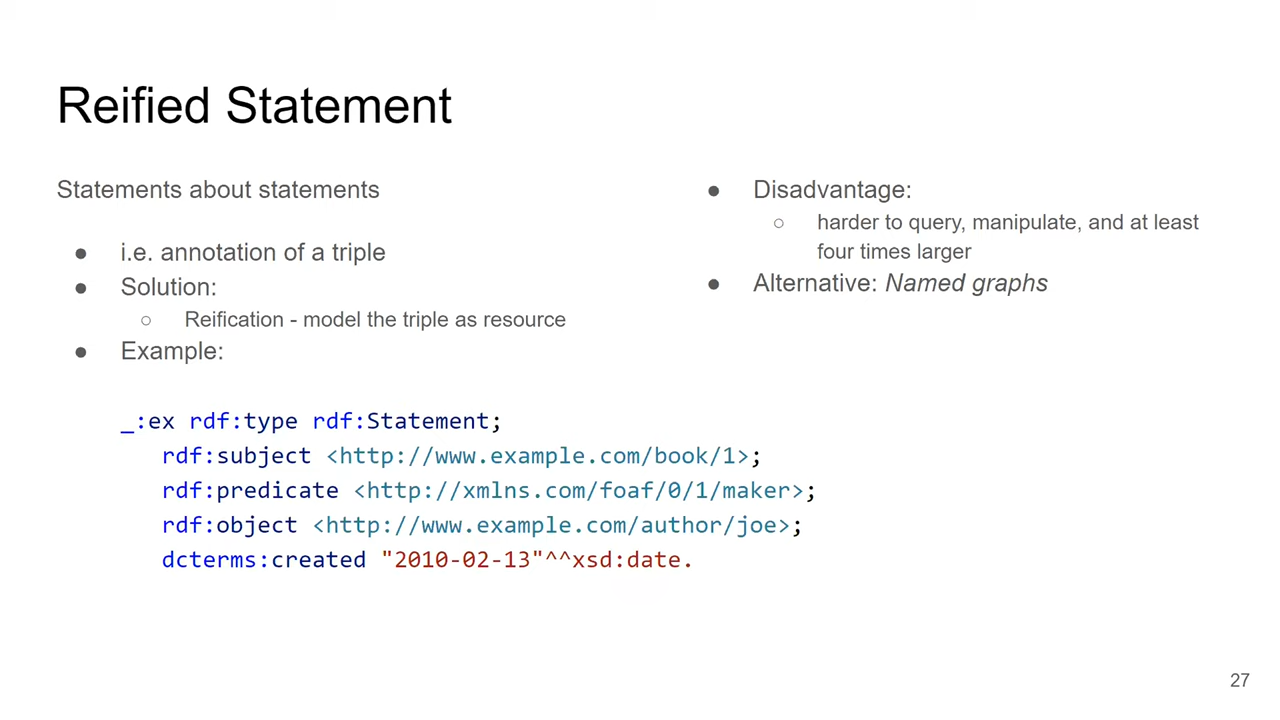 Reified Statement
Statements about statements
● i.e. annotation of a triple
● Solution:
○ Reification - model the triple as resource
● Example:
_:ex rdf:type rdf:Statement;
rdf:subject <http://www.example.com/book/1>;
rdf:predicate <http://xmlns.com/foaf/0/1/maker>;
rdf:object <http://www.example.com/author/joe>;
dcterms:created "2010-02-13"^^xsd:date.
● Disadvantage:
○ harder to query, manipulate, and at least
four times larger
● Alternative: Named graphs
27